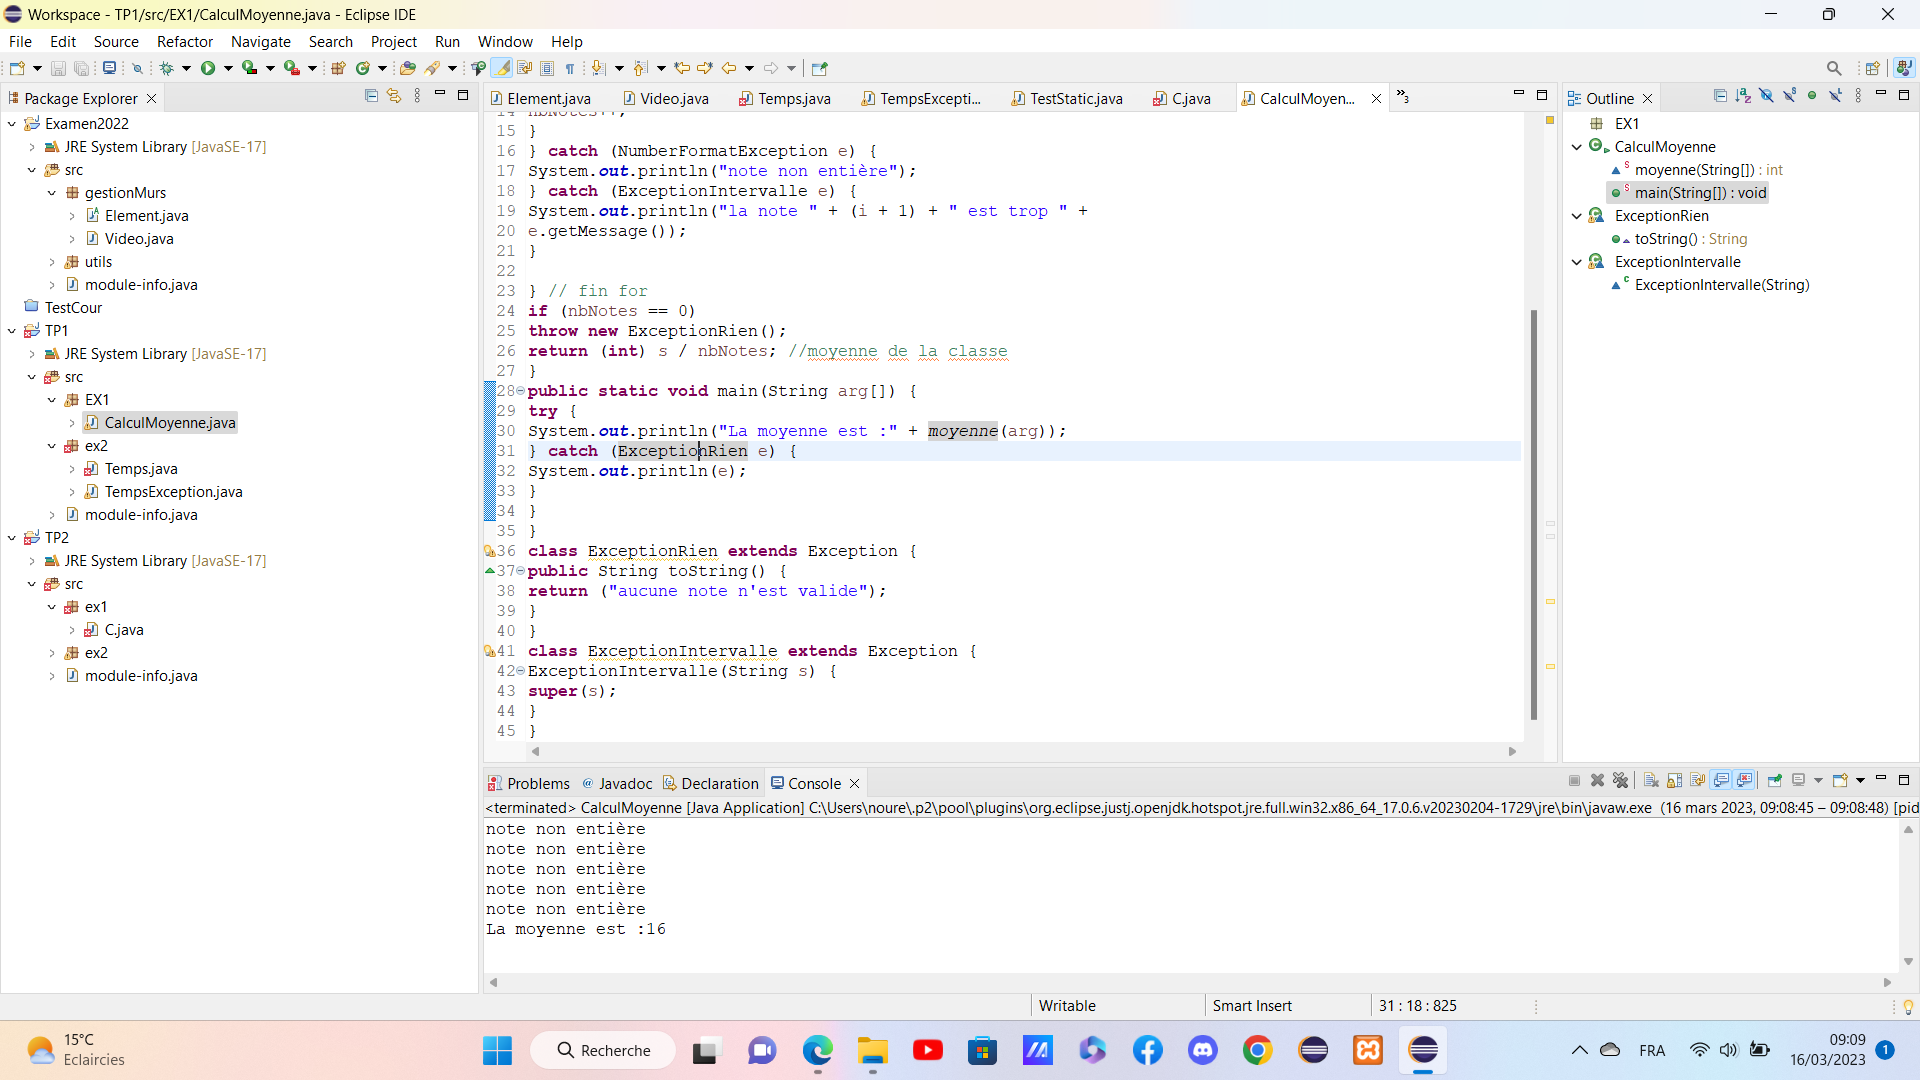 Workspace - TP1/src/EX1/CalculMoyenne.java - Eclipse IDE
File Edit Source Refactor Navigate Search Project Run Window Help
Package Explorer
Examen2022
JRE System Library [JavaSE-17]
src
gestionMurs
Element.java
Video.java
utils
module-info.java
TestCour
TP1
JRE System Library [JavaSE-17]
src
EX1
CalculMoyenne.java
ex2
Temps.java
TempsException.java
module-info.java
TP2
JRE System Library [JavaSE-17]
src
ex1
C.java
ex2
module-info.java
Element.java Video.java Temps.java TempsExcepti... TestStatic.java C.java CalculMoyen... »3
14 nbNotes++;
15 }
16 } catch (NumberFormatException e) {
17 System.out.println("note non entière");
18 } catch (ExceptionIntervalle e) {
19 System.out.println("la note " + (i + 1) + " est trop " +
20 e.getMessage());
21 }
22
23 } // fin for
24 if (nbNotes == 0)
25 throw new ExceptionRien();
26 return (int) s / nbNotes; //moyenne de la classe
27 }
28 public static void main(String arg[]) {
29 try {
30 System.out.println("La moyenne est :" + moyenne(arg));
31 } catch (ExceptionRien e) {
32 System.out.println(e);
33 }
34 }
35 }
36 class ExceptionRien extends Exception {
37 public String toString() {
38 return ("aucune note n'est valide");
39 }
40 }
41 class ExceptionIntervalle extends Exception {
42 ExceptionIntervalle(String s) {
43 super(s);
44 }
45 }
Outline
EX1
CalculMoyenne
moyenne(String[]) : int
main(String[]) : void
ExceptionRien
toString() : String
ExceptionIntervalle
ExceptionIntervalle(String)
Problems Javadoc Declaration Console
<terminated> CalculMoyenne [Java Application] C:\Users\noure\.p2\pool\plugins\org.eclipse.justj.openjdk.hotspot.jre.full.win32.x86_64_17.0.6.v20230204-1729\jre\bin\javaw.exe (16 mars 2023, 09:08:45 – 09:08:48) [pid
note non entière
note non entière
note non entière
note non entière
note non entière
La moyenne est :16
Writable Smart Insert 31 : 18 : 825
15°C
Eclaircies
Recherche
FRA
09:09
16/03/2023
1